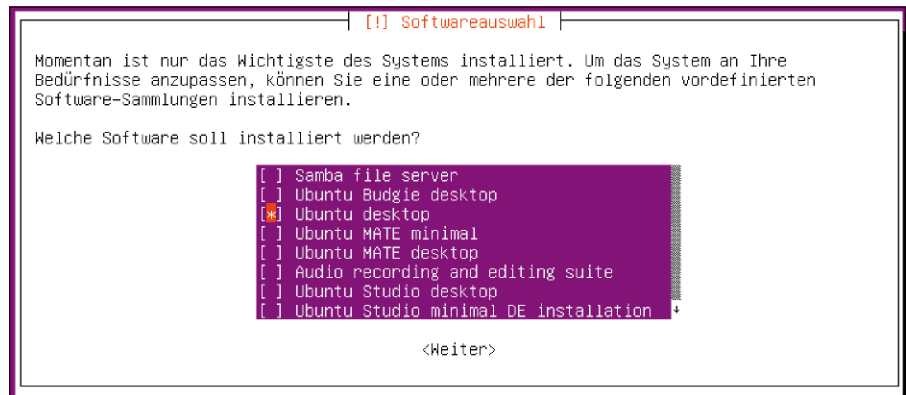 [!] Softwareauswahl
Momentan ist nur das Wichtigste des Systems installiert. Um das System an Ihre
Bedürfnisse anzupassen, können Sie eine oder mehrere der folgenden vordefinierten
Software-Sammlungen installieren.
Welche Software soll installiert werden?
[ ] Samba file server
[ ] Ubuntu Budgie desktop
[*] Ubuntu desktop
[ ] Ubuntu MATE minimal
[ ] Ubuntu MATE desktop
[ ] Audio recording and editing suite
[ ] Ubuntu Studio desktop
[ ] Ubuntu Studio minimal DE installation
<Weiter>